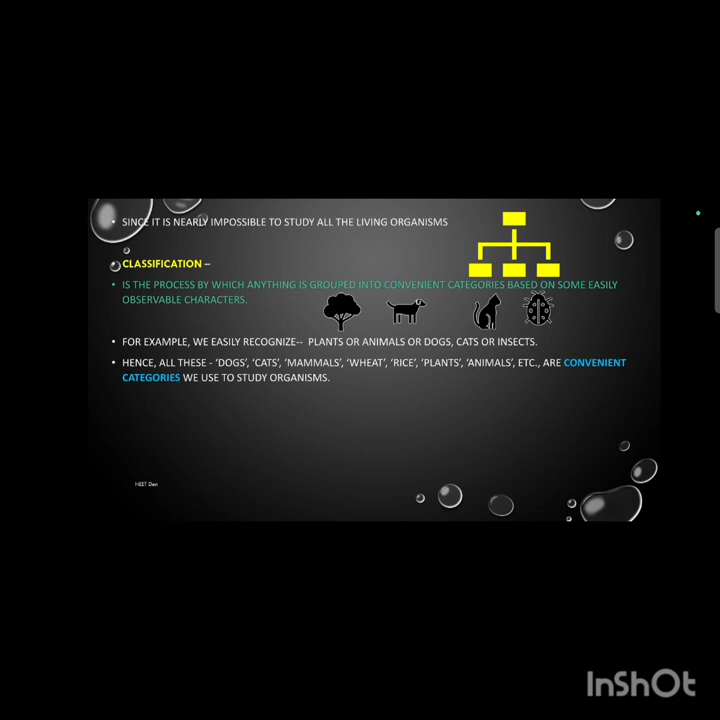 • SINCE IT IS NEARLY IMPOSSIBLE TO STUDY ALL THE LIVING ORGANISMS
CLASSIFICATION –
• IS THE PROCESS BY WHICH ANYTHING IS GROUPED INTO CONVENIENT CATEGORIES BASED ON SOME EASILY
OBSERVABLE CHARACTERS.
• FOR EXAMPLE, WE EASILY RECOGNIZE-- PLANTS OR ANIMALS OR DOGS, CATS OR INSECTS.
• HENCE, ALL THESE - ‘DOGS’, ‘CATS’, ‘MAMMALS’, ‘WHEAT’, ‘RICE’, ‘PLANTS’, ‘ANIMALS’, ETC., ARE CONVENIENT
CATEGORIES WE USE TO STUDY ORGANISMS.
NEET Den
InShOt